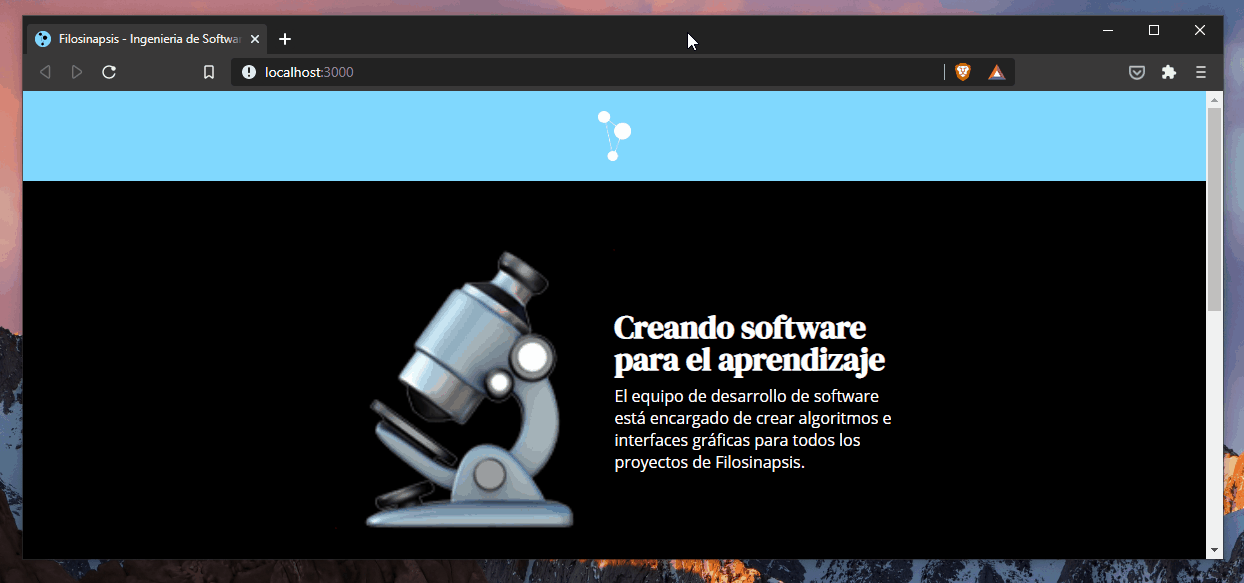 Filosinapsis - Ingenieria de Softwar
localhost:3000
Creando software
para el aprendizaje
El equipo de desarrollo de software
está encargado de crear algoritmos e
interfaces gráficas para todos los
proyectos de Filosinapsis.